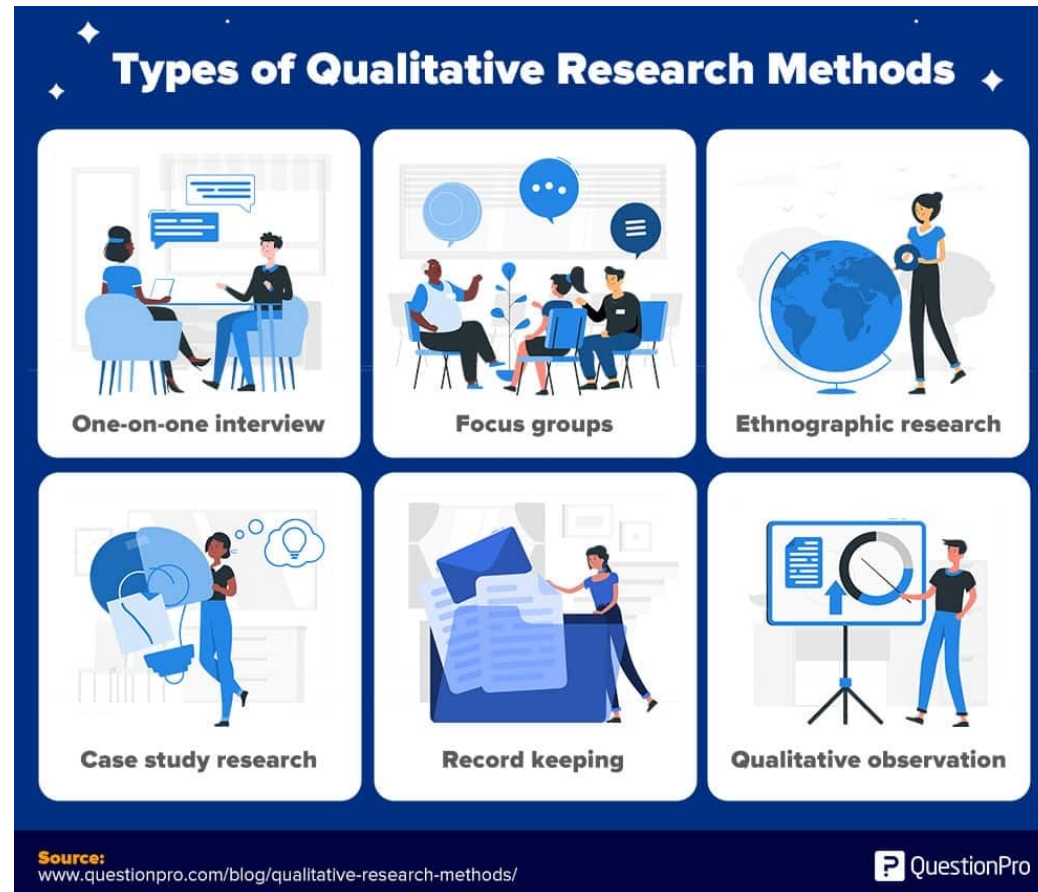 Types of Qualitative Research Methods
One-on-one interview
Focus groups
Ethnographic research
Case study research
Record keeping
Qualitative observation
Source:
www.questionpro.com/blog/qualitative-research-methods/
QuestionPro